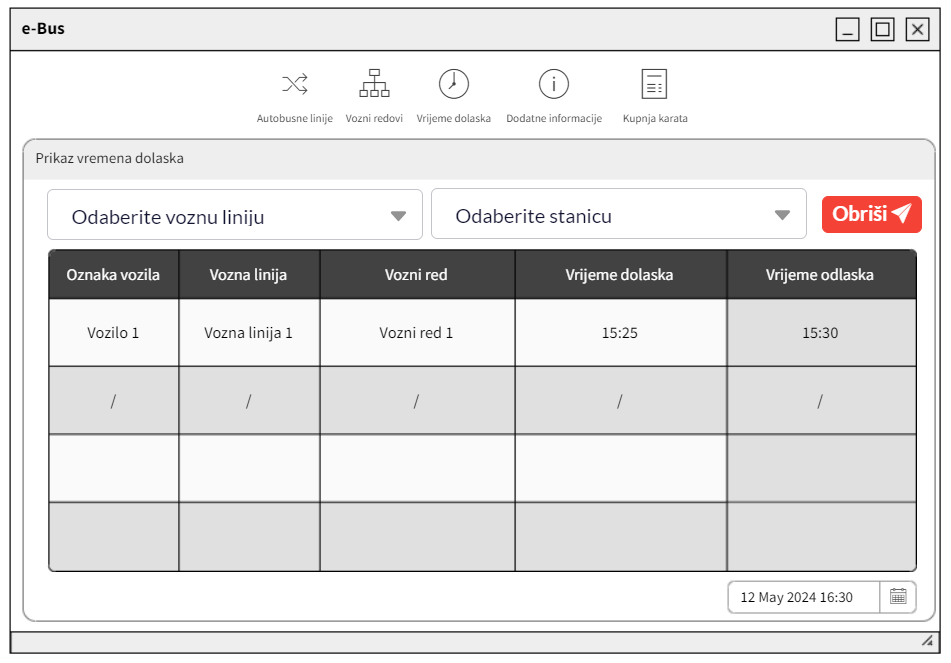 e-Bus
Autobusne linije Vozni redovi Vrijeme dolaska Dodatne informacije Kupnja karata
Prikaz vremena dolaska
Odaberite voznu liniju Odaberite stanicu Obriši
Oznaka vozila Vozna linija Vozni red Vrijeme dolaska Vrijeme odlaska
Vozilo 1 Vozna linija 1 Vozni red 1 15:25 15:30
/ / / / /
12 May 2024 16:30